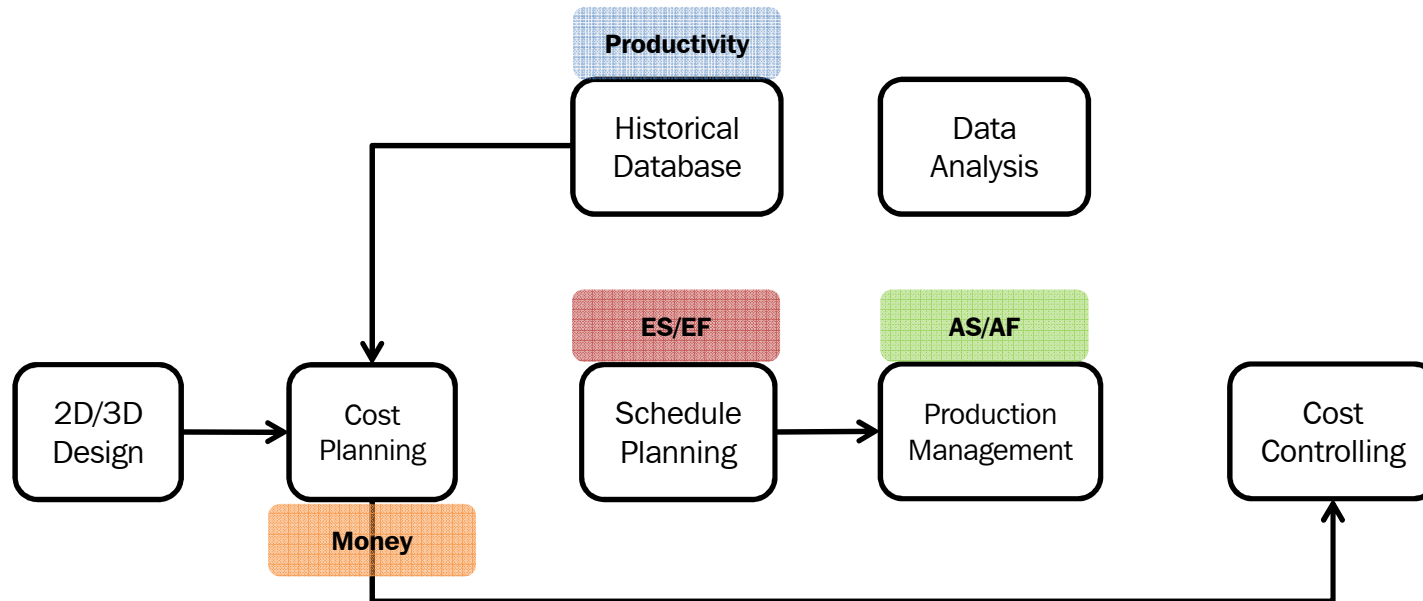 Productivity
Historical
Database
Data
Analysis
ES/EF
AS/AF
2D/3D
Design
Cost
Planning
Schedule
Planning
Production
Management
Cost
Controlling
Money